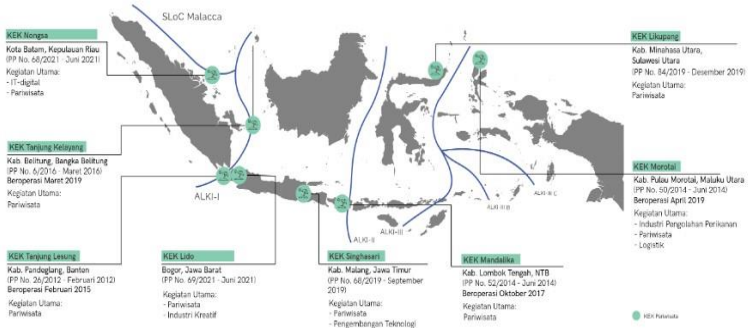 SLoC Malacca
KEK Nongsa
Kota Batam, Kepulauan Riau
(PP No. 68/2021 - Juni 2021)
Kegiatan Utama:
- IT-digital
- Pariwisata
KEK Likupang
Kab. Minahasa Utara,
Sulawesi Utara
(PP No. 84/2019 - Desember 2019)
Kegiatan Utama:
Pariwisata
KEK Tanjung Kelayang
Kab. Belitung, Bangka Belitung
(PP No. 6/2016 - Maret 2016)
Beroperasi Maret 2019
Kegiatan Utama:
Pariwisata
KEK Morotai
Kab. Pulau Morotai, Maluku Utara
(PP No. 50/2014 - Juni 2014)
Beroperasi April 2019
Kegiatan Utama:
- Industri Pengolahan Perikanan
- Pariwisata
- Logistik
ALKI-I
ALKI-II
ALKI-III
ALKI-III B
ALKI-III C
KEK Tanjung Lesung
Kab. Pandeglang, Banten
(PP No. 26/2012 - Februari 2012)
Beroperasi Februari 2015
Kegiatan Utama:
Pariwisata
KEK Lido
Bogor, Jawa Barat
(PP No. 69/2021 - Juni 2021)
Kegiatan Utama:
- Pariwisata
- Industri Kreatif
KEK Singhasari
Kab. Malang, Jawa Timur
(PP No. 68/2019 - September
2019)
Kegiatan Utama:
- Pariwisata
- Pengembangan Teknologi
KEK Mandalika
Kab. Lombok Tengah, NTB
(PP No. 52/2014 - Juni 2014)
Beroperasi Oktober 2017
Kegiatan Utama:
Pariwisata
KEK Pariwisata